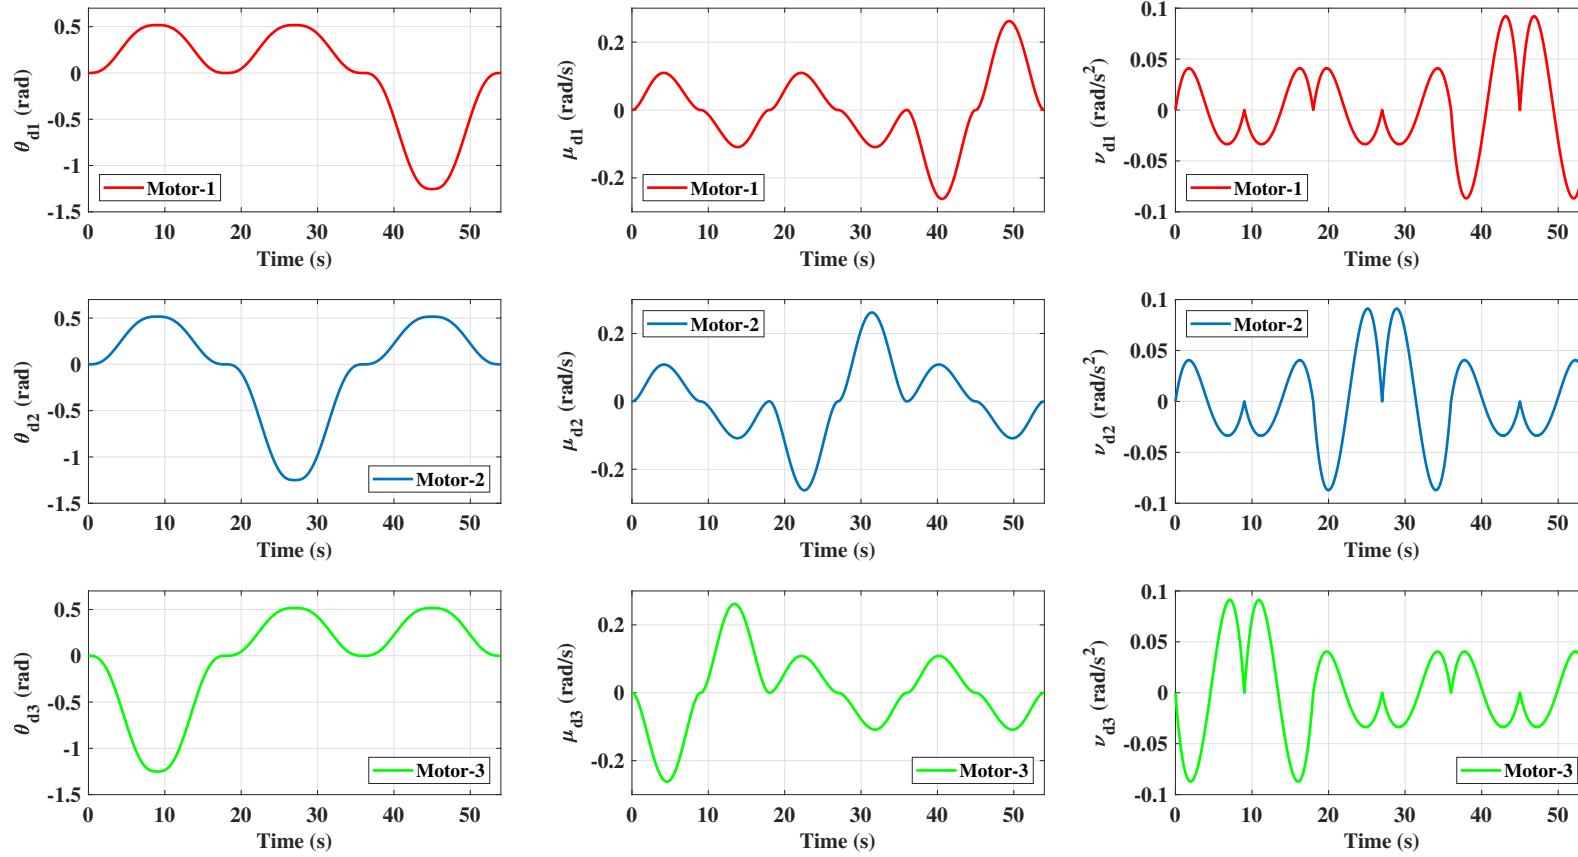 θd1 (rad)
0.5
0
-0.5
-1
-1.5
Motor-1
0 10 20 30 40 50
Time (s)
μd1 (rad/s)
0.2
0
-0.2
Motor-1
0 10 20 30 40 50
Time (s)
νd1 (rad/s²)
0.1
0.05
0
-0.05
-0.1
Motor-1
0 10 20 30 40 50
Time (s)
θd2 (rad)
0.5
0
-0.5
-1
-1.5
Motor-2
0 10 20 30 40 50
Time (s)
μd2 (rad/s)
0.2
0
-0.2
Motor-2
0 10 20 30 40 50
Time (s)
νd2 (rad/s²)
0.1
0.05
0
-0.05
-0.1
Motor-2
0 10 20 30 40 50
Time (s)
θd3 (rad)
0.5
0
-0.5
-1
-1.5
Motor-3
0 10 20 30 40 50
Time (s)
μd3 (rad/s)
0.2
0
-0.2
Motor-3
0 10 20 30 40 50
Time (s)
νd3 (rad/s²)
0.1
0.05
0
-0.05
-0.1
Motor-3
0 10 20 30 40 50
Time (s)